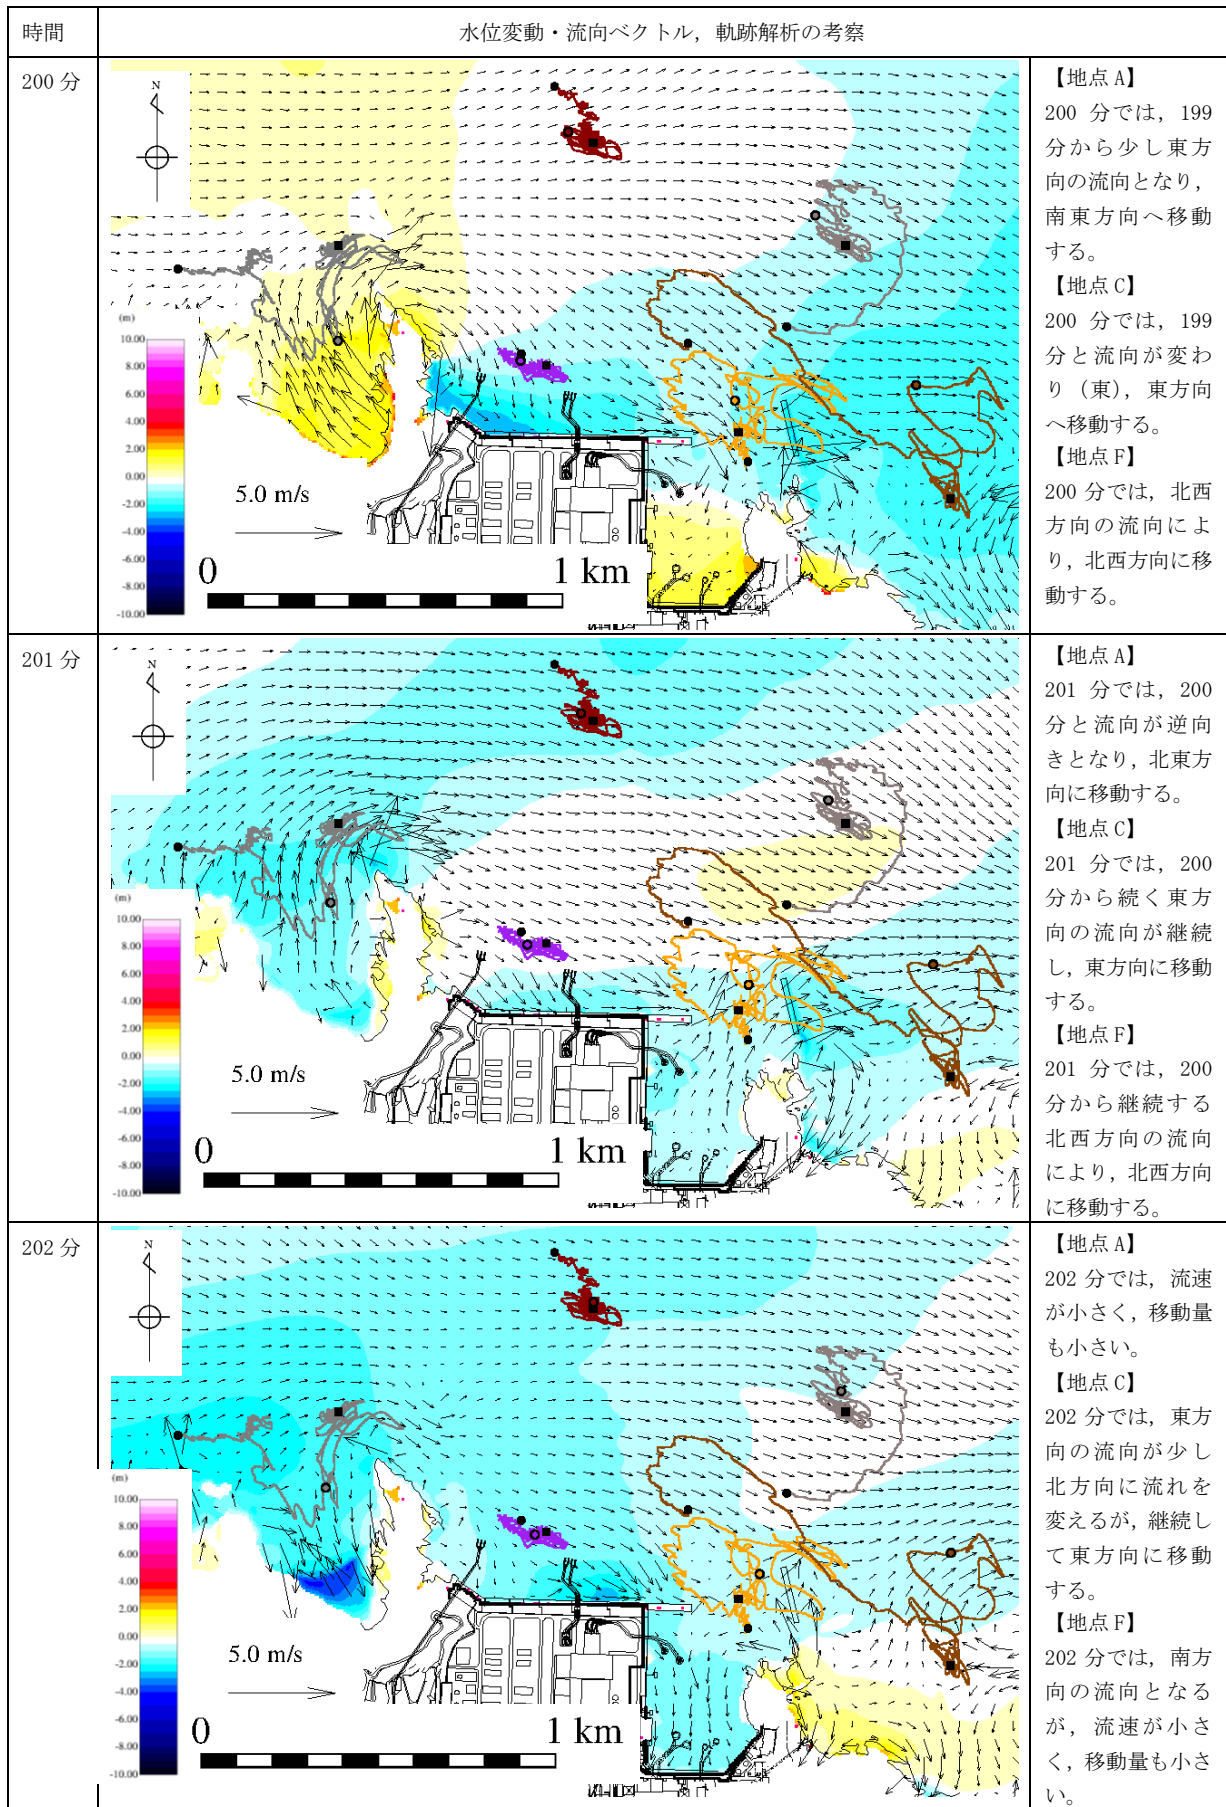 時間
水位変動・流向ベクトル，軌跡解析の考察
200 分
N
(m)
10.00
8.00
6.00
4.00
2.00
0.00
-2.00
-4.00
-6.00
-8.00
-10.00
5.0 m/s
0
1 km
【地点 A】
200 分では，199
分から少し東方
向の流向となり，
南東方向へ移動
する。
【地点 C】
200 分では，199
分と流向が変わ
り（東），東方向
へ移動する。
【地点 F】
200 分では，北西
方向の流向によ
り，北西方向に移
動する。
201 分
N
(m)
10.00
8.00
6.00
4.00
2.00
0.00
-2.00
-4.00
-6.00
-8.00
-10.00
5.0 m/s
0
1 km
【地点 A】
201 分では，200
分と流向が逆向
きとなり，北東方
向に移動する。
【地点 C】
201 分では，200
分から続く東方
向の流向が継続
し，東方向に移動
する。
【地点 F】
201 分では，200
分から継続する
北西方向の流向
により，北西方向
に移動する。
202 分
N
(m)
10.00
8.00
6.00
4.00
2.00
0.00
-2.00
-4.00
-6.00
-8.00
-10.00
5.0 m/s
0
1 km
【地点 A】
202 分では，流速
が小さく，移動量
も小さい。
【地点 C】
202 分では，東方
向の流向が少し
北方向に流れを
変えるが，継続し
て東方向に移動
する。
【地点 F】
202 分では，南方
向の流向となる
が，流速が小さ
く，移動量も小さ
い。